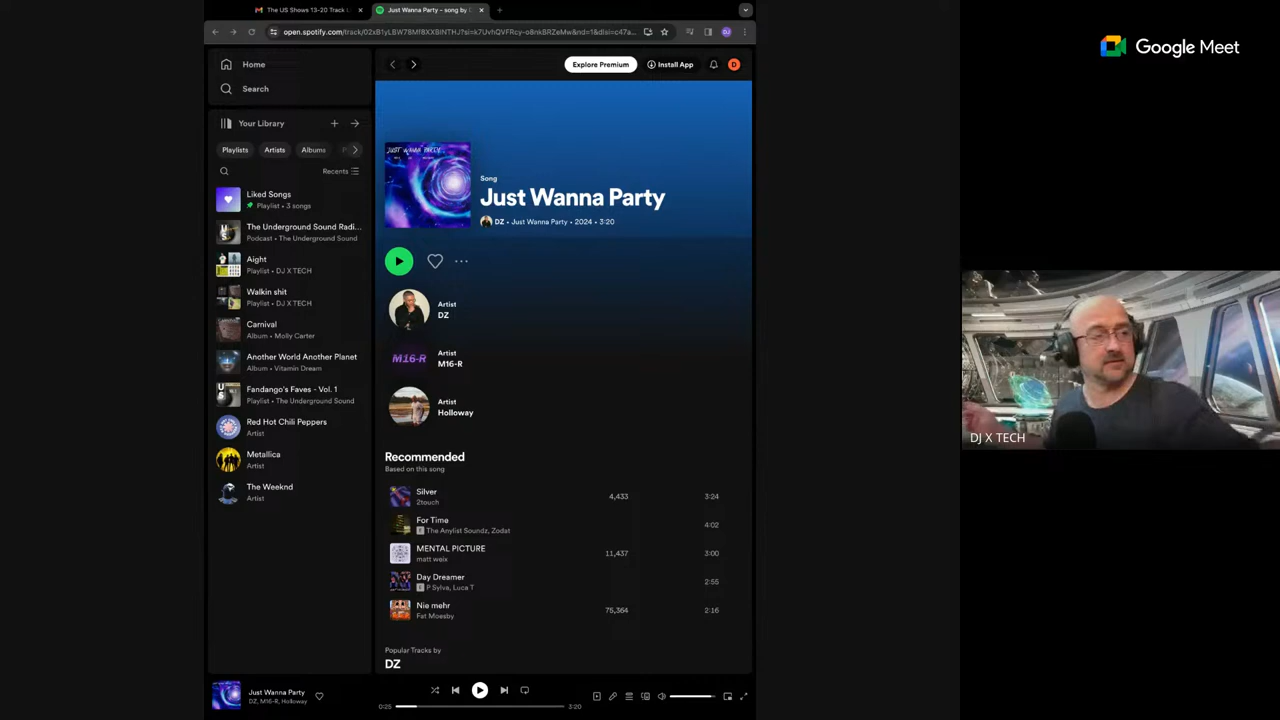 The US Shows 13-20 Track
Just Wanna Party - song by
Google Meet
Home
Search
Explore Premium
Install App
D
Your Library
Playlists
Artists
Albums
Recents
Liked Songs
Playlist • 3 songs
The Underground Sound Radi...
Podcast • The Underground Sound
Aight
Playlist • DJ X TECH
Walkin shit
Playlist • DJ X TECH
Carnival
Album • Molly Carter
Another World Another Planet
Album • Vitamin Dream
Fandango's Faves - Vol. 1
Playlist • The Underground Sound
Red Hot Chili Peppers
Artist
Metallica
Artist
The Weeknd
Artist
JUST WANNA PARTY
Song
Just Wanna Party
DZ • Just Wanna Party • 2024 • 3:20
Artist
DZ
M16-R
Artist
M16-R
Artist
Holloway
Recommended
Based on this song
Silver
2touch
4,433
3:24
For Time
E The Anylist Soundz, Zodat
4:02
MENTAL PICTURE
matt weix
11,437
3:00
Day Dreamer
E P Sylva, Luca T
2:55
Nie mehr
Fat Moesby
75,364
2:16
Popular Tracks by
DZ
Just Wanna Party
DZ, M16-R, Holloway
0:25
3:20
DJ X TECH